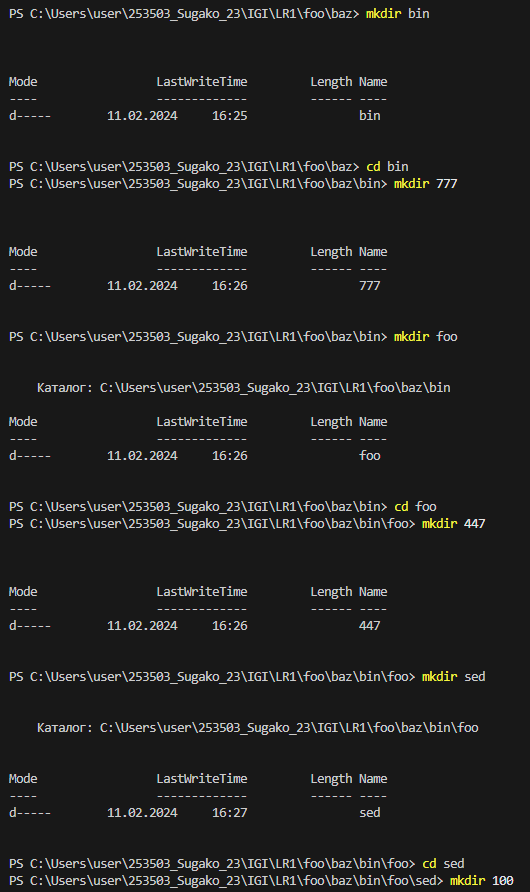 PS C:\Users\user\253503_Sugako_23\IGI\LR1\foo\baz> mkdir bin
Mode                 LastWriteTime         Length Name
----                 -------------         ------ ----
d-----        11.02.2024     16:25                bin
PS C:\Users\user\253503_Sugako_23\IGI\LR1\foo\baz> cd bin
PS C:\Users\user\253503_Sugako_23\IGI\LR1\foo\baz\bin> mkdir 777
Mode                 LastWriteTime         Length Name
----                 -------------         ------ ----
d-----        11.02.2024     16:26                777
PS C:\Users\user\253503_Sugako_23\IGI\LR1\foo\baz\bin> mkdir foo
    Каталог: C:\Users\user\253503_Sugako_23\IGI\LR1\foo\baz\bin
Mode                 LastWriteTime         Length Name
----                 -------------         ------ ----
d-----        11.02.2024     16:26                foo
PS C:\Users\user\253503_Sugako_23\IGI\LR1\foo\baz\bin> cd foo
PS C:\Users\user\253503_Sugako_23\IGI\LR1\foo\baz\bin\foo> mkdir 447
Mode                 LastWriteTime         Length Name
----                 -------------         ------ ----
d-----        11.02.2024     16:26                447
PS C:\Users\user\253503_Sugako_23\IGI\LR1\foo\baz\bin\foo> mkdir sed
    Каталог: C:\Users\user\253503_Sugako_23\IGI\LR1\foo\baz\bin\foo
Mode                 LastWriteTime         Length Name
----                 -------------         ------ ----
d-----        11.02.2024     16:27                sed
PS C:\Users\user\253503_Sugako_23\IGI\LR1\foo\baz\bin\foo> cd sed
PS C:\Users\user\253503_Sugako_23\IGI\LR1\foo\baz\bin\foo\sed> mkdir 100